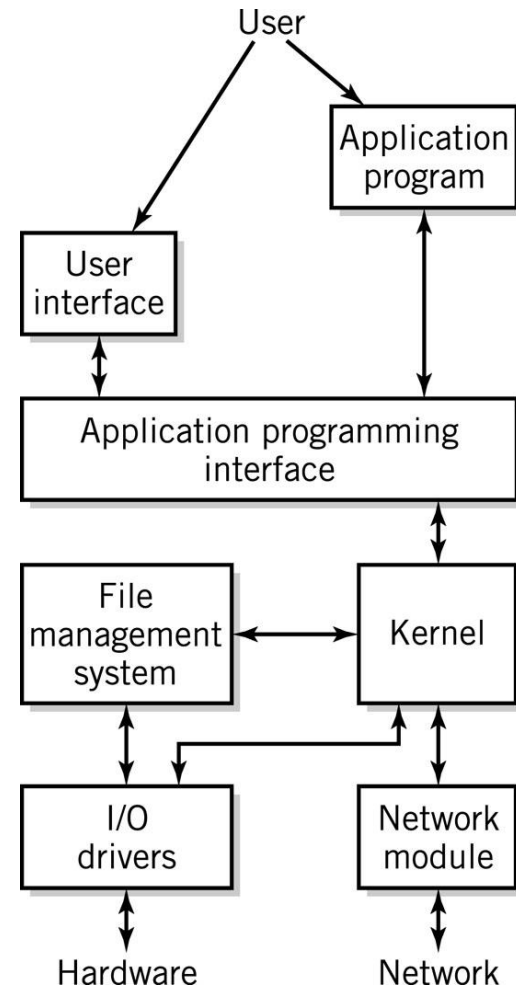 User
Application
program
User
interface
Application programming
interface
File
management
system
Kernel
I/O
drivers
Network
module
Hardware
Network